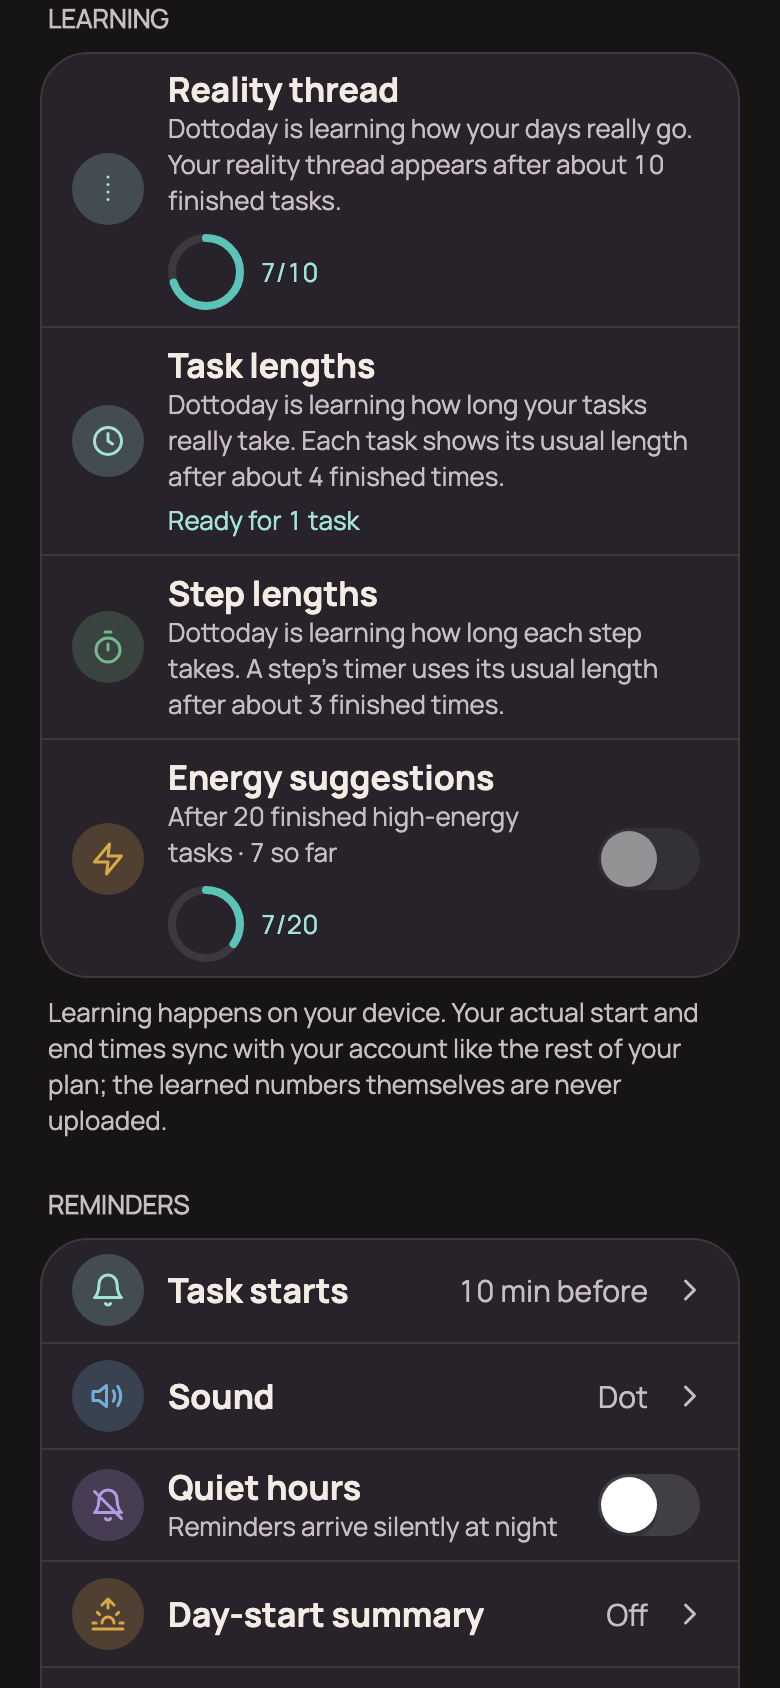 LEARNING
Reality thread
Dottoday is learning how your days really go.
Your reality thread appears after about 10
finished tasks.
7/10
Task lengths
Dottoday is learning how long your tasks
really take. Each task shows its usual length
after about 4 finished times.
Ready for 1 task
Step lengths
Dottoday is learning how long each step
takes. A step’s timer uses its usual length
after about 3 finished times.
Energy suggestions
After 20 finished high-energy
tasks · 7 so far
7/20
Learning happens on your device. Your actual start and
end times sync with your account like the rest of your
plan; the learned numbers themselves are never
uploaded.
REMINDERS
Task starts
10 min before
Sound
Dot
Quiet hours
Reminders arrive silently at night
Day-start summary
Off